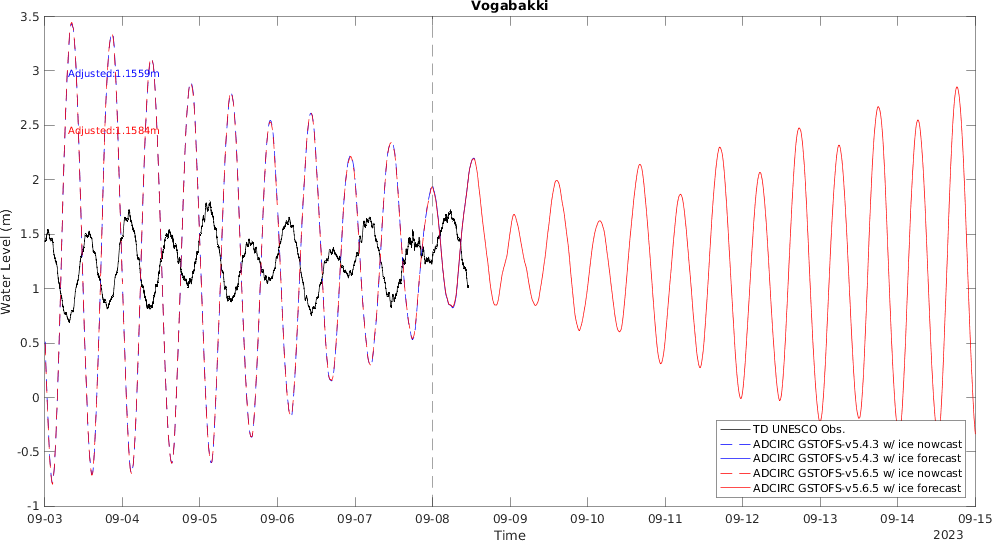 Vogabakki
3.5
3
2.5
2
1.5
1
0.5
0
-0.5
-1
Water Level (m)
Adjusted:1.1559m
Adjusted:1.1584m
TD UNESCO Obs.
ADCIRC GSTOFS-v5.4.3 w/ ice nowcast
ADCIRC GSTOFS-v5.4.3 w/ ice forecast
ADCIRC GSTOFS-v5.6.5 w/ ice nowcast
ADCIRC GSTOFS-v5.6.5 w/ ice forecast
09-03 09-04 09-05 09-06 09-07 09-08 09-09 09-10 09-11 09-12 09-13 09-14 09-15
Time
2023